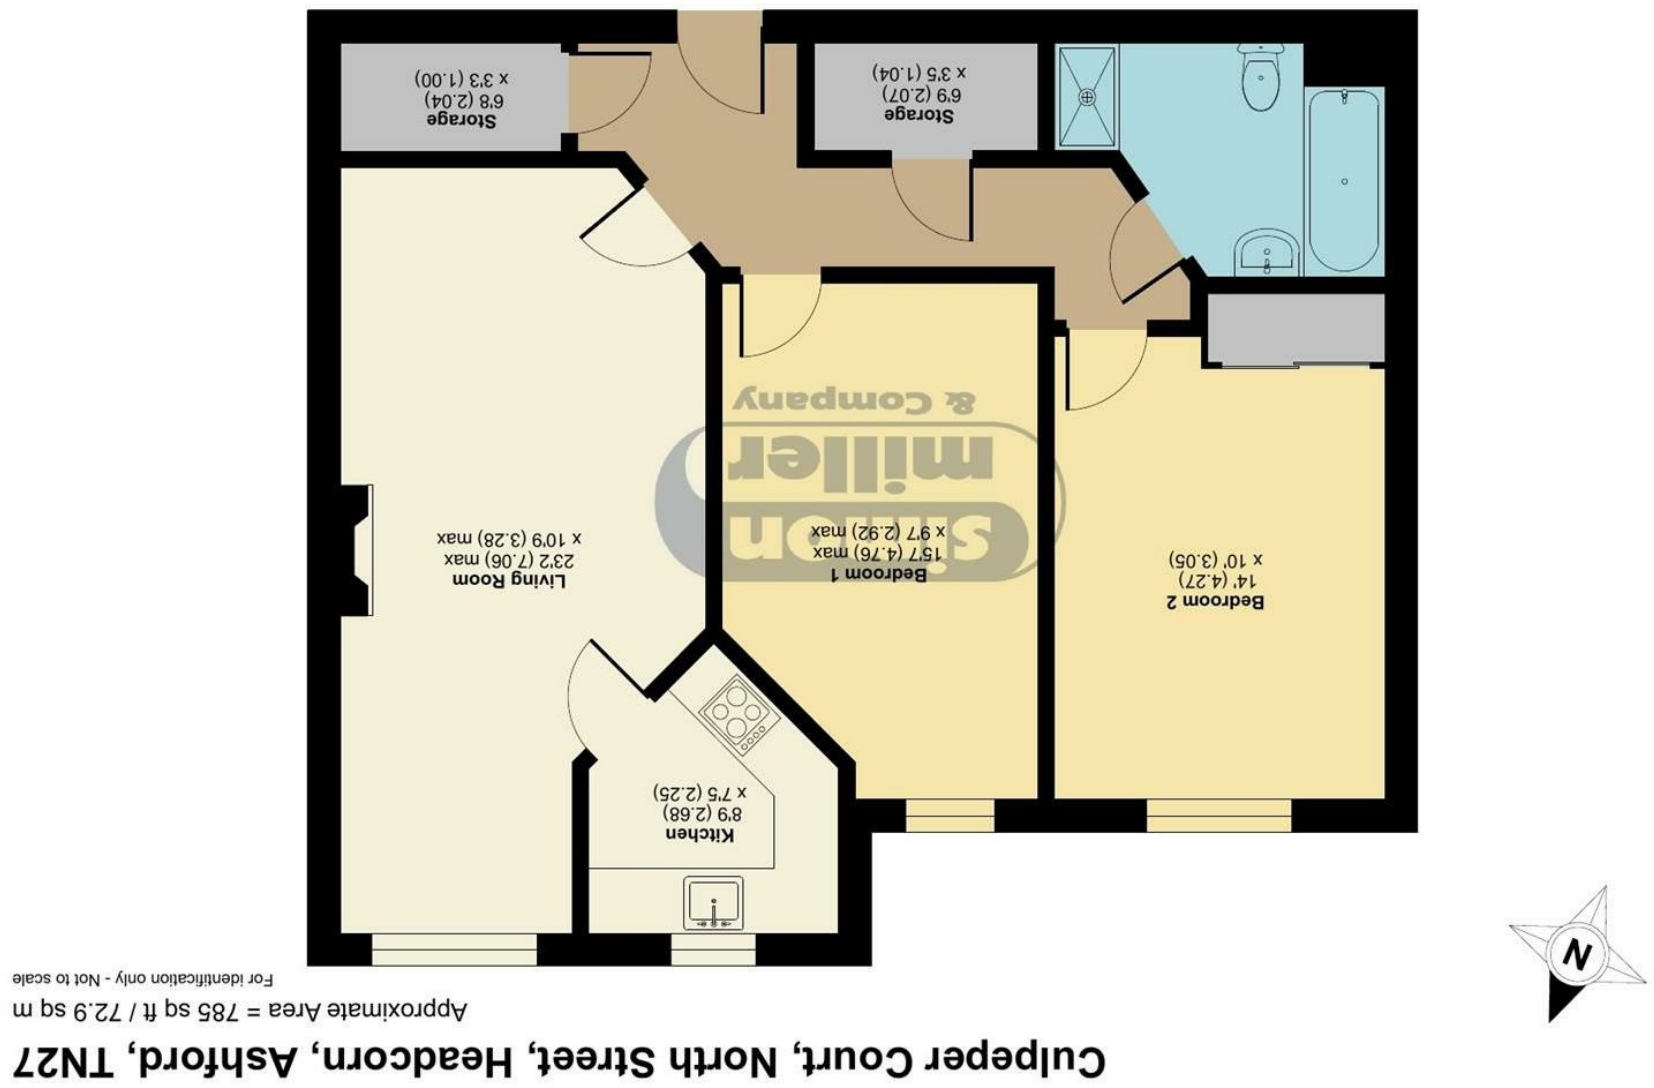 Culpeper Court, North Street, Headcorn, Ashford, TN27
Approximate Area = 785 sq ft / 72.9 sq m
For identification only - Not to scale
N
Kitchen
8'9 (2.68)
x 7'5 (2.25)
Bedroom 2
14' (4.27)
x 10' (3.05)
Bedroom 1
15'7 (4.76) max
x 9'7 (2.92) max
Living Room
23'2 (7.06) max
x 10'9 (3.28) max
simon
miller
& Company
Storage
6'9 (2.07)
x 3'5 (1.04)
Storage
6'8 (2.04)
x 3'3 (1.00)